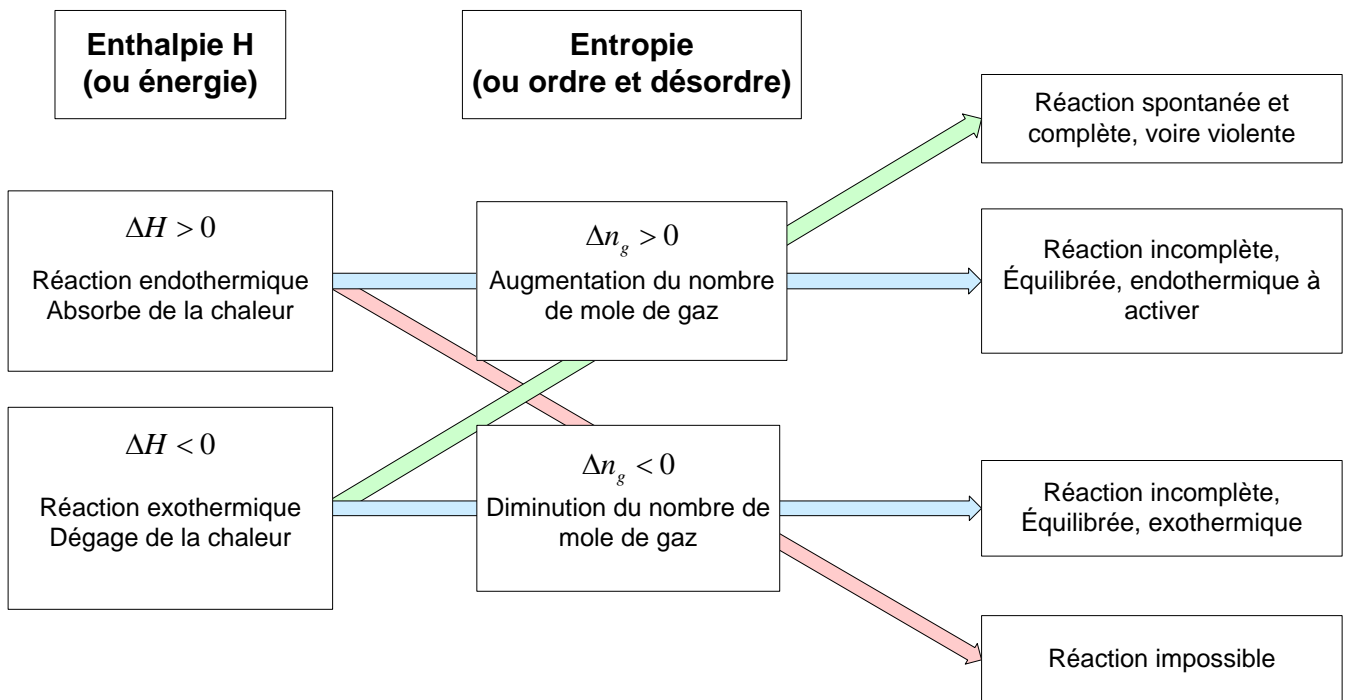 Enthalpie H
(ou énergie)
Entropie
(ou ordre et désordre)
Réaction spontanée et
complète, voire violente
ΔH > 0
Réaction endothermique
Absorbe de la chaleur
Δn_g > 0
Augmentation du nombre
de mole de gaz
Réaction incomplète,
Équilibrée, endothermique à
activer
ΔH < 0
Réaction exothermique
Dégage de la chaleur
Δn_g < 0
Diminution du nombre de
mole de gaz
Réaction incomplète,
Équilibrée, exothermique
Réaction impossible